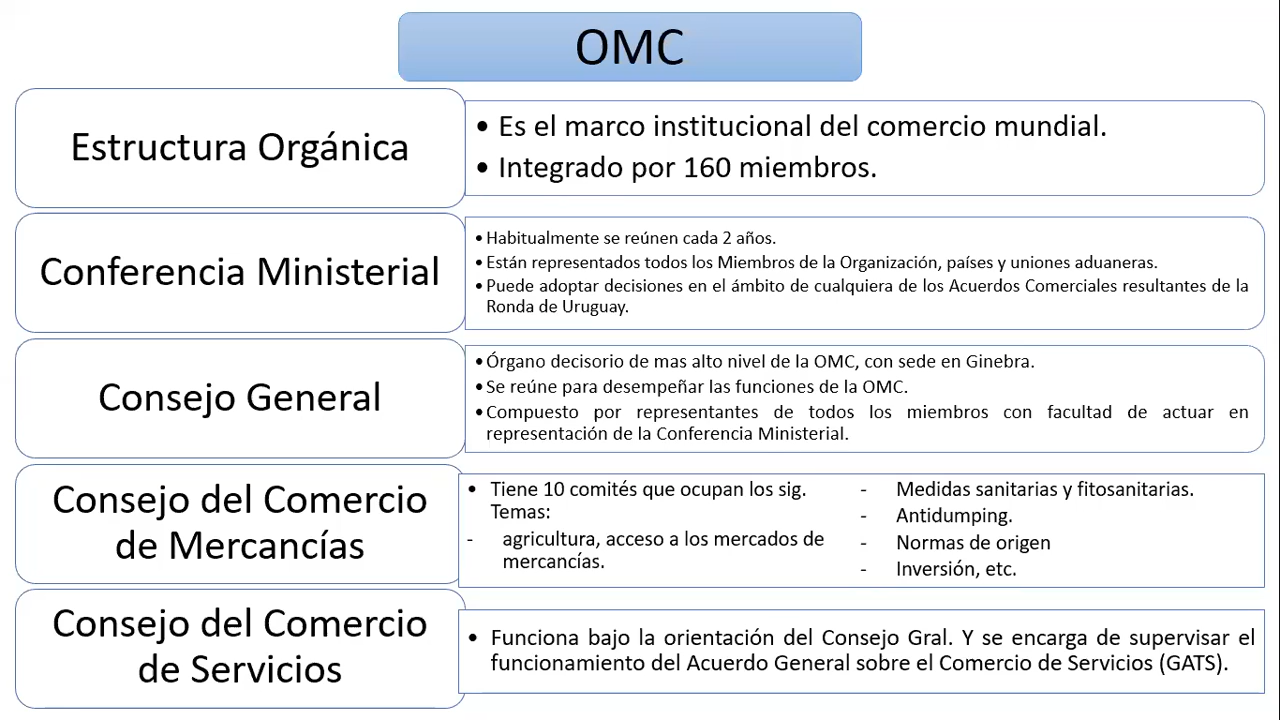 OMC
Estructura Orgánica
• Es el marco institucional del comercio mundial.
• Integrado por 160 miembros.
Conferencia Ministerial
• Habitualmente se reúnen cada 2 años.
• Están representados todos los Miembros de la Organización, países y uniones aduaneras.
• Puede adoptar decisiones en el ámbito de cualquiera de los Acuerdos Comerciales resultantes de la
Ronda de Uruguay.
Consejo General
• Órgano decisorio de mas alto nivel de la OMC, con sede en Ginebra.
• Se reúne para desempeñar las funciones de la OMC.
• Compuesto por representantes de todos los miembros con facultad de actuar en
representación de la Conferencia Ministerial.
Consejo del Comercio
de Mercancías
• Tiene 10 comités que ocupan los sig.
Temas:
- agricultura, acceso a los mercados de
mercancías.
- Medidas sanitarias y fitosanitarias.
- Antidumping.
- Normas de origen
- Inversión, etc.
Consejo del Comercio
de Servicios
• Funciona bajo la orientación del Consejo Gral. Y se encarga de supervisar el
funcionamiento del Acuerdo General sobre el Comercio de Servicios (GATS).